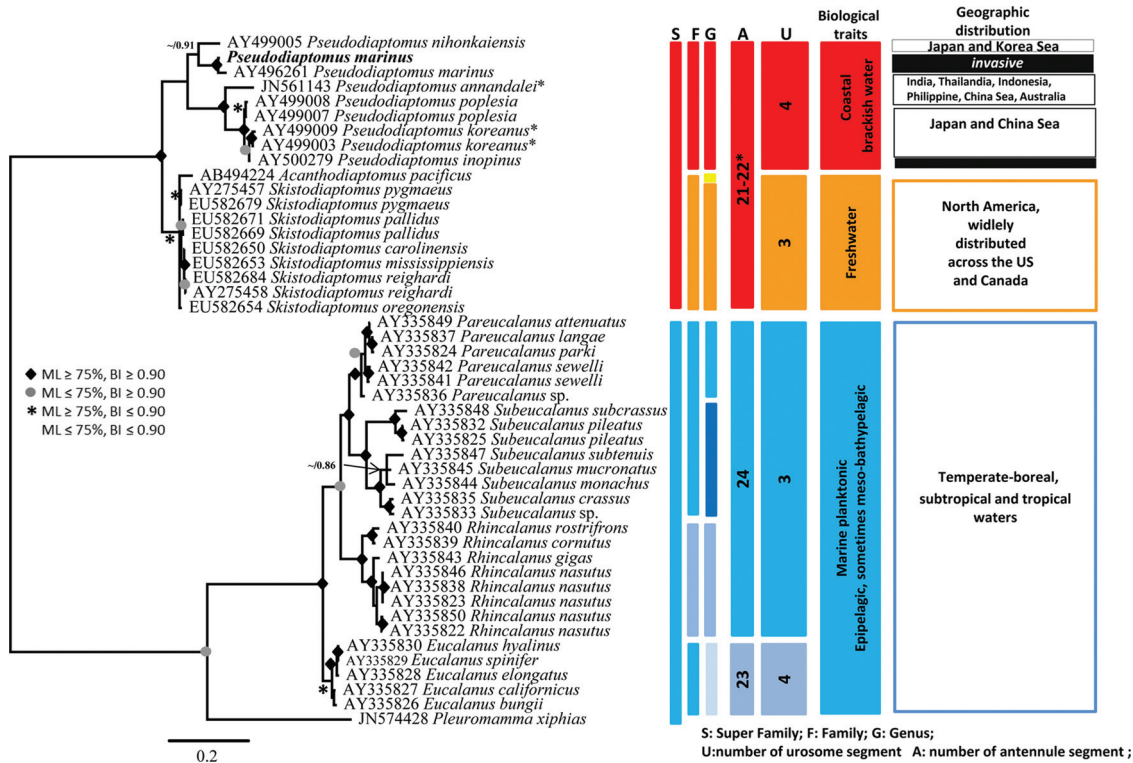 S F G A U Biological traits Geographic distribution
~/0.91
AY499005 Pseudodiaptomus nihonkaiensis
Pseudodiaptomus marinus
AY496261 Pseudodiaptomus marinus
JN561143 Pseudodiaptomus annandalei*
AY499008 Pseudodiaptomus poplesia
AY499007 Pseudodiaptomus poplesia
AY499009 Pseudodiaptomus koreanus*
AY499003 Pseudodiaptomus koreanus*
AY500279 Pseudodiaptomus inopinus
AB494224 Acanthodiaptomus pacificus
AY275457 Skistodiaptomus pygmaeus
EU582679 Skistodiaptomus pygmaeus
EU582671 Skistodiaptomus pallidus
EU582669 Skistodiaptomus pallidus
EU582650 Skistodiaptomus carolinensis
EU582653 Skistodiaptomus mississippiensis
EU582684 Skistodiaptomus reighardi
AY275458 Skistodiaptomus reighardi
EU582654 Skistodiaptomus oregonensis
AY335849 Pareucalanus attenuatus
AY335837 Pareucalanus langae
AY335824 Pareucalanus parki
AY335842 Pareucalanus sewelli
AY335841 Pareucalanus sewelli
AY335836 Pareucalanus sp.
AY335848 Subeucalanus subcrassus
AY335832 Subeucalanus pileatus
AY335825 Subeucalanus pileatus
AY335847 Subeucalanus subtenuis
~/0.86
AY335845 Subeucalanus mucronatus
AY335844 Subeucalanus monachus
AY335835 Subeucalanus crassus
AY335833 Subeucalanus sp.
AY335840 Rhincalanus rostrifrons
AY335839 Rhincalanus cornutus
AY335843 Rhincalanus gigas
AY335846 Rhincalanus nasutus
AY335838 Rhincalanus nasutus
AY335823 Rhincalanus nasutus
AY335850 Rhincalanus nasutus
AY335822 Rhincalanus nasutus
AY335830 Eucalanus hyalinus
AY335829 Eucalanus spinifer
AY335828 Eucalanus elongatus
AY335827 Eucalanus californicus
AY335826 Eucalanus bungii
JN574428 Pleuromamma xiphias
ML ≥ 75%, BI ≥ 0.90
ML ≤ 75%, BI ≥ 0.90
* ML ≥ 75%, BI ≤ 0.90
ML ≤ 75%, BI ≤ 0.90
0.2
21-22*
24
23
4
3
3
4
Coastal
brackish water
Freshwater
Marine planktonic
Epipelagic, sometimes meso-bathypelagic
Japan and Korea Sea
invasive
India, Thailandia, Indonesia,
Philippine, China Sea, Australia
Japan and China Sea
North America,
widlely
distributed
across the US
and Canada
Temperate-boreal,
subtropical and tropical
waters
S: Super Family; F: Family; G: Genus;
U:number of urosome segment A: number of antennule segment ;